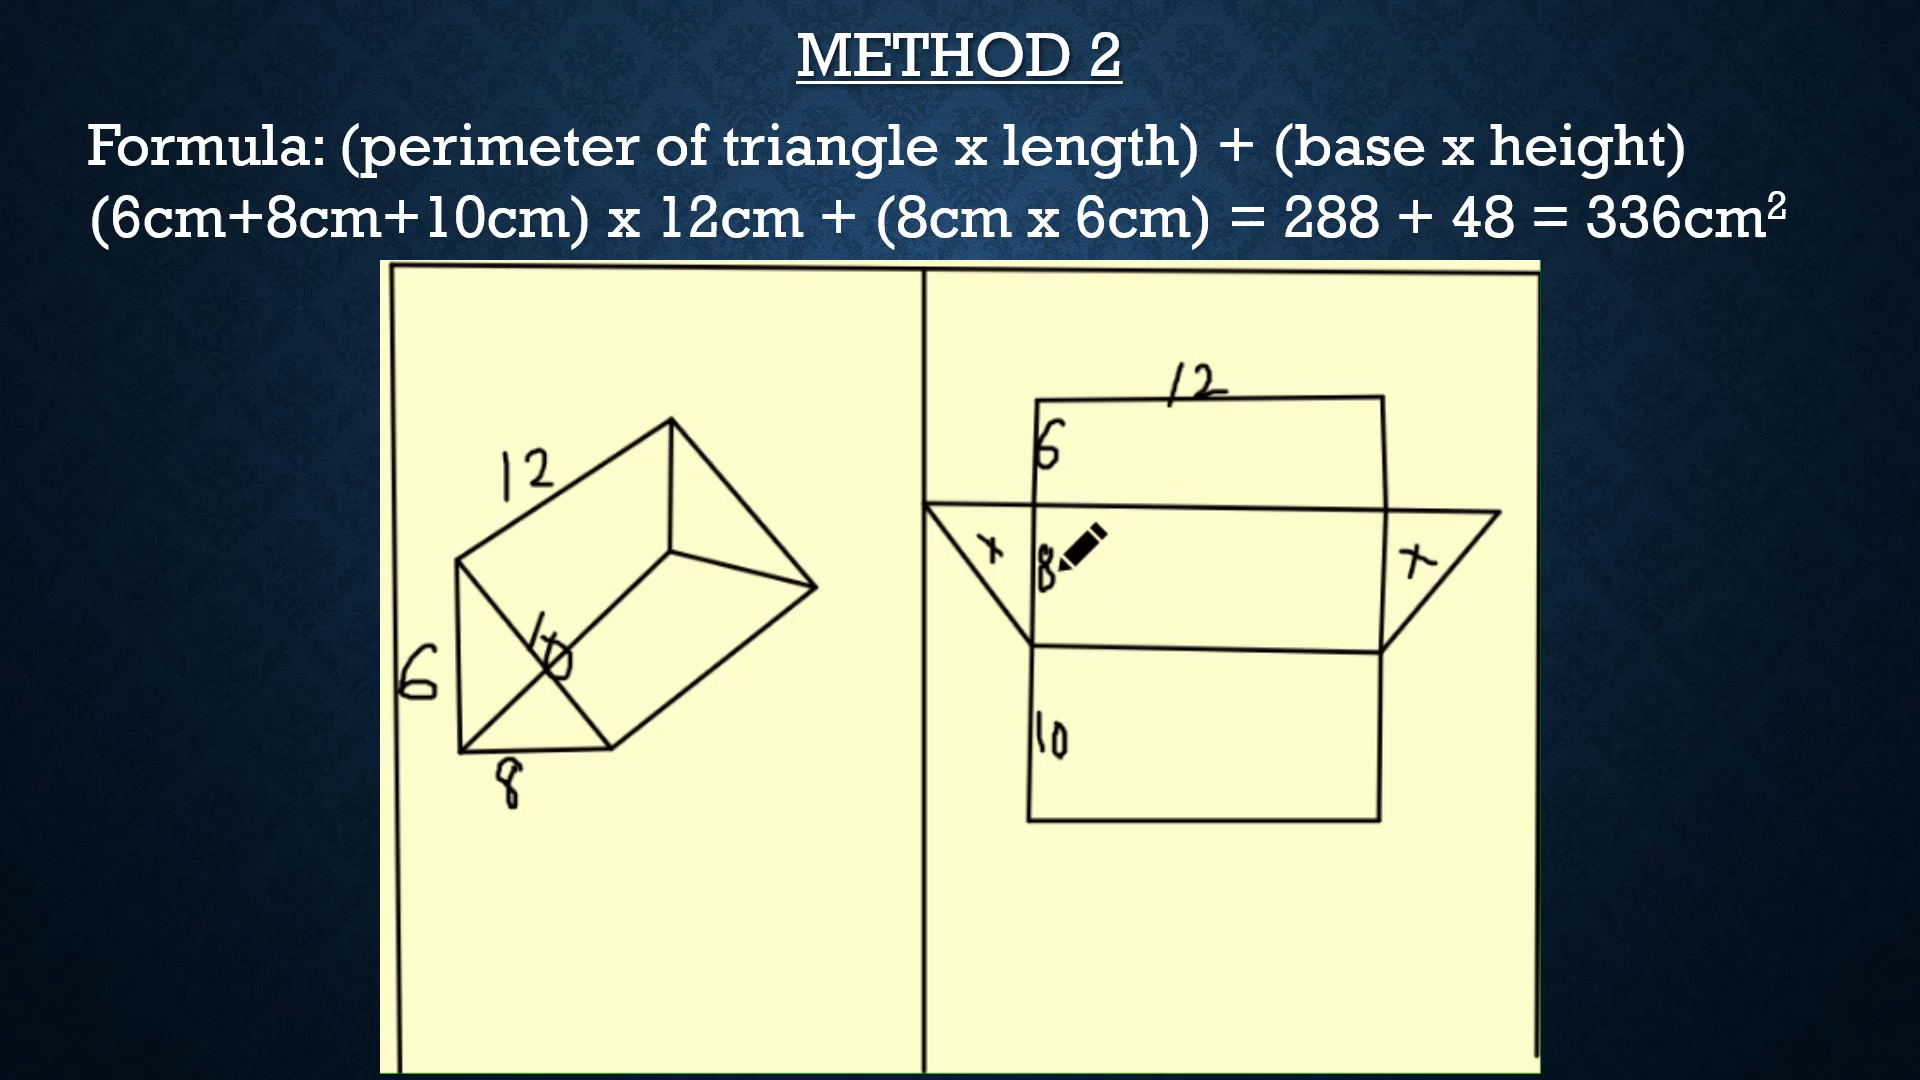 METHOD 2
Formula: (perimeter of triangle x length) + (base x height)
(6cm+8cm+10cm) x 12cm + (8cm x 6cm) = 288 + 48 = 336cm²
12
12
6
x
8
x
10
6
10
8